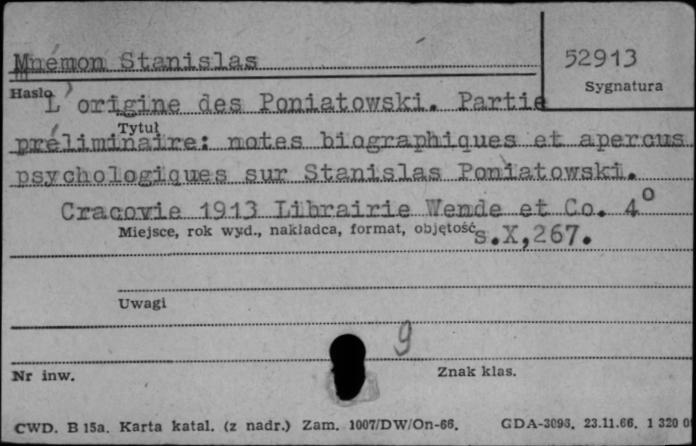 Mnémon Stanislas
52913
Sygnatura
Hasło
L'origine des Poniatowski. Partie
Tytuł
préliminaire: notes biographiques et apercus
psychologiques sur Stanislas Poniatowski.
Cracovie 1913 Librairie Wende et Co. 4°
Miejsce, rok wyd., nakładca, format, objętość
s.X,267.
Uwagi
9
Nr inw.
Znak klas.
CWD. B 15a. Karta katal. (z nadr.) Zam. 1007/DW/On-66. GDA-3093. 23.11.66. 1 320 0